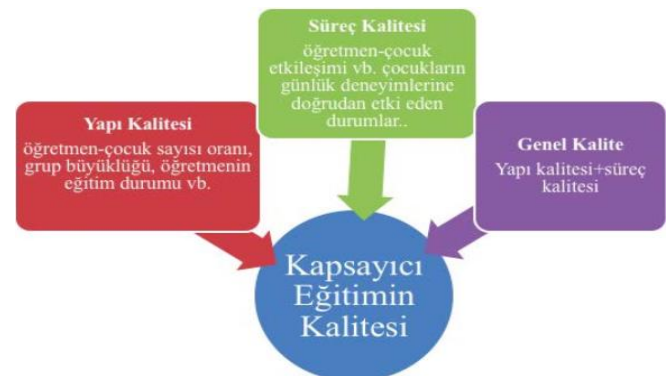 Süreç Kalitesi
öğretmen-çocuk
etkileşimi vb. çocukların
günlük deneyimlerine
doğrudan etki eden
durumlar..
Yapı Kalitesi
öğretmen-çocuk sayısı oranı,
grup büyüklüğü, öğretmenin
eğitim durumu vb.
Genel Kalite
Yapı kalitesi+süreç
kalitesi
Kapsayıcı
Eğitimin
Kalitesi